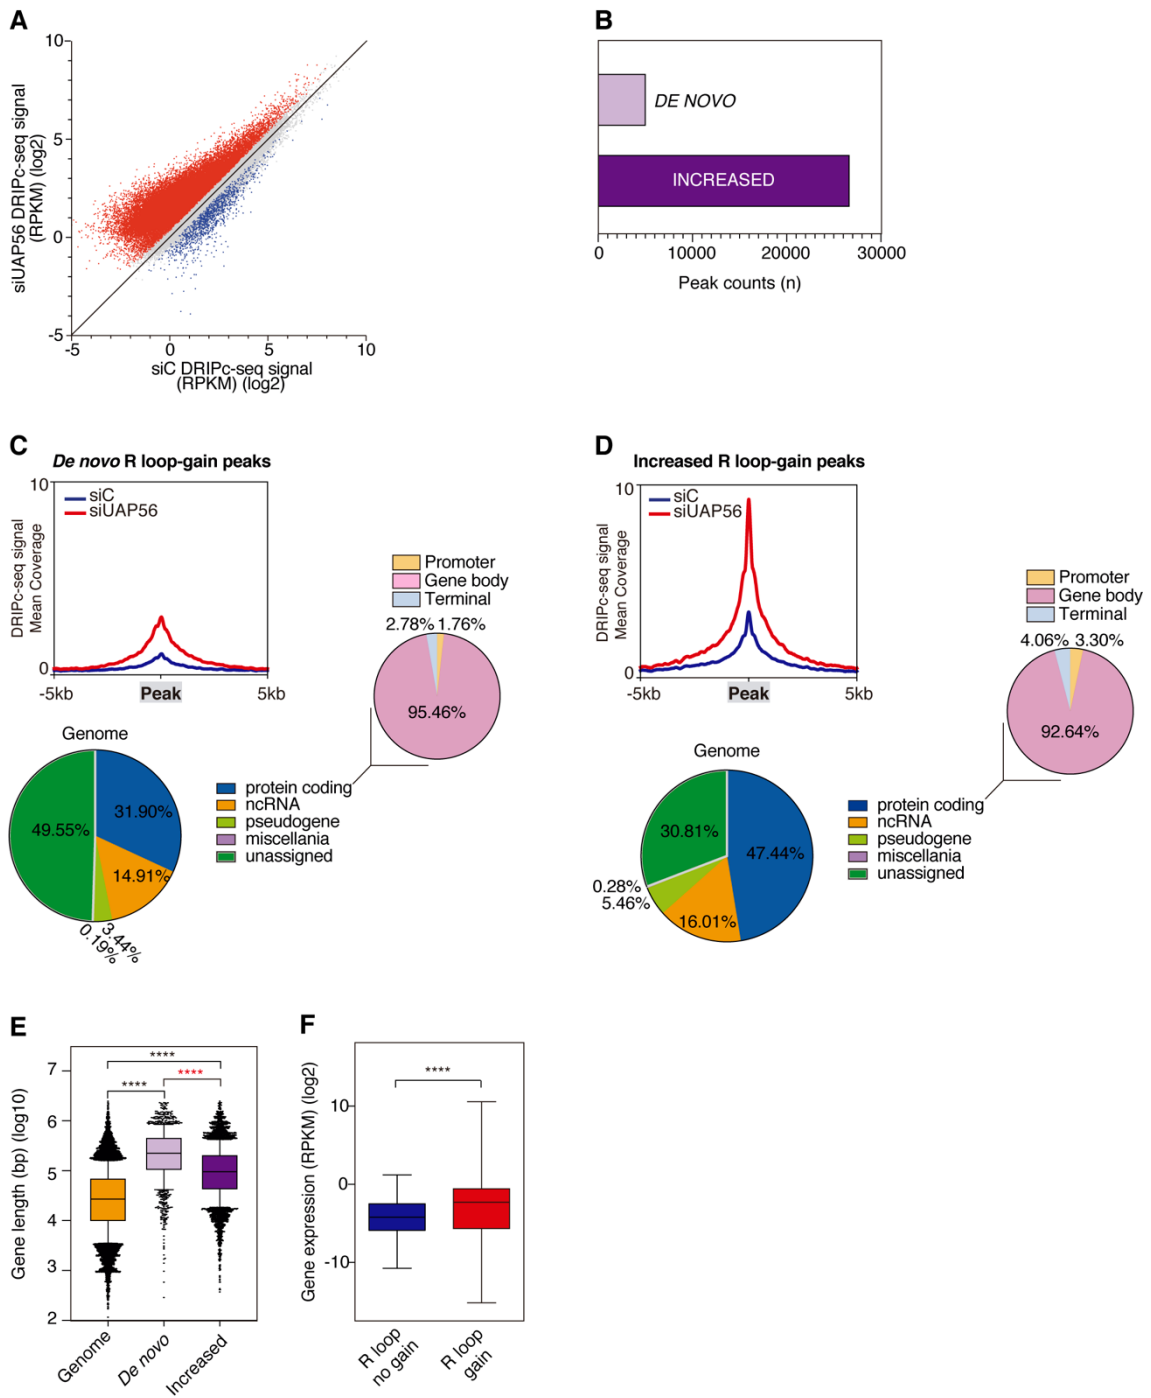 A
10
5
0
-5
siUAP56 DRIPc-seq signal
(RPKM) (log2)
-5
0
5
10
siC DRIPc-seq signal
(RPKM) (log2)
B
DE NOVO
INCREASED
0
10000
20000
30000
Peak counts (n)
C
De novo R loop-gain peaks
10
0
DRIPc-seq signal
Mean Coverage
siC
siUAP56
-5kb
Peak
5kb
Promoter
Gene body
Terminal
2.78%
1.76%
95.46%
Genome
31.90%
49.55%
14.91%
3.44%
0.19%
protein coding
ncRNA
pseudogene
miscellania
unassigned
D
Increased R loop-gain peaks
10
0
DRIPc-seq signal
Mean Coverage
siC
siUAP56
-5kb
Peak
5kb
Promoter
Gene body
Terminal
4.06%
3.30%
92.64%
Genome
30.81%
47.44%
0.28%
5.46%
16.01%
protein coding
ncRNA
pseudogene
miscellania
unassigned
E
7
6
5
4
3
2
Gene length (bp) (log10)
****
****
****
Genome
De novo
Increased
F
10
0
-10
Gene expression (RPKM) (log2)
****
R loop
no gain
R loop
gain